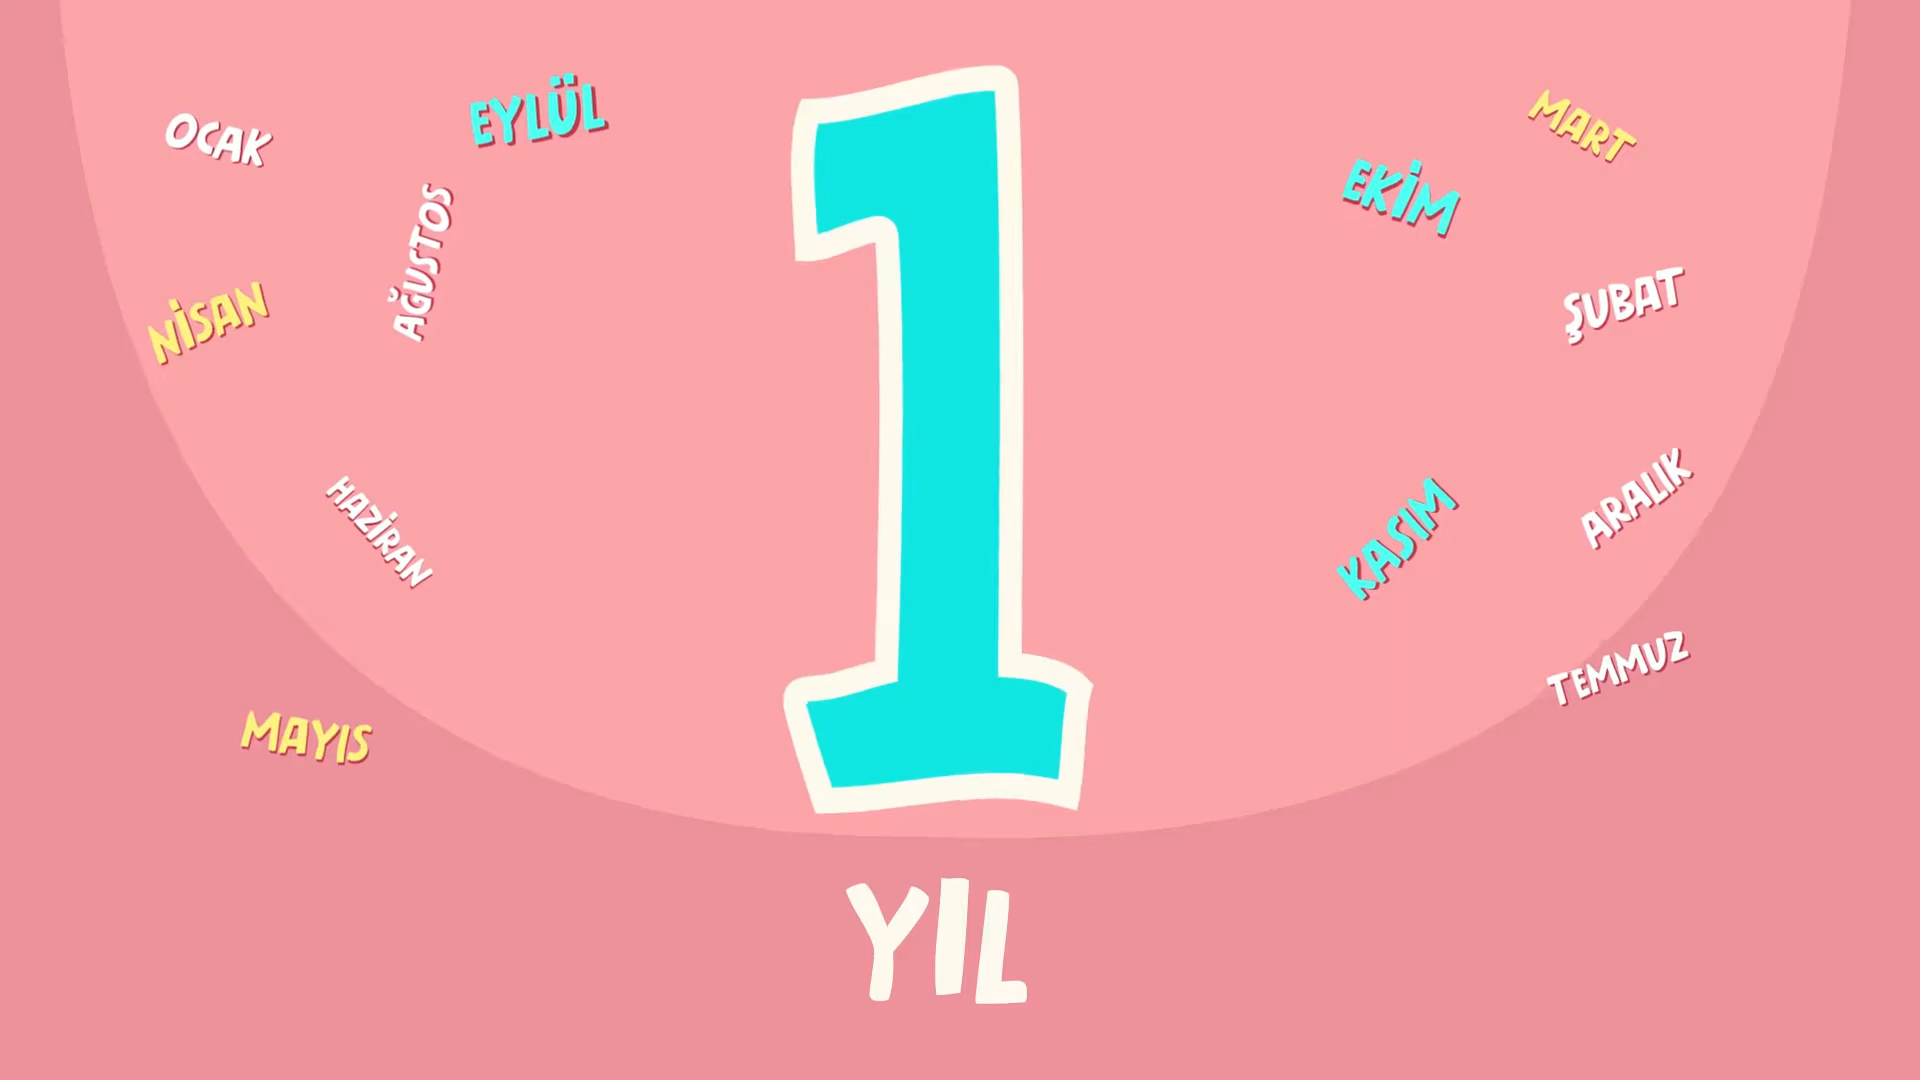 OCAK
EYLÜL
MART
EKİM
AĞUSTOS
NİSAN
ŞUBAT
1
HAZİRAN
KASIM
ARALIK
TEMMUZ
MAYIS
YIL